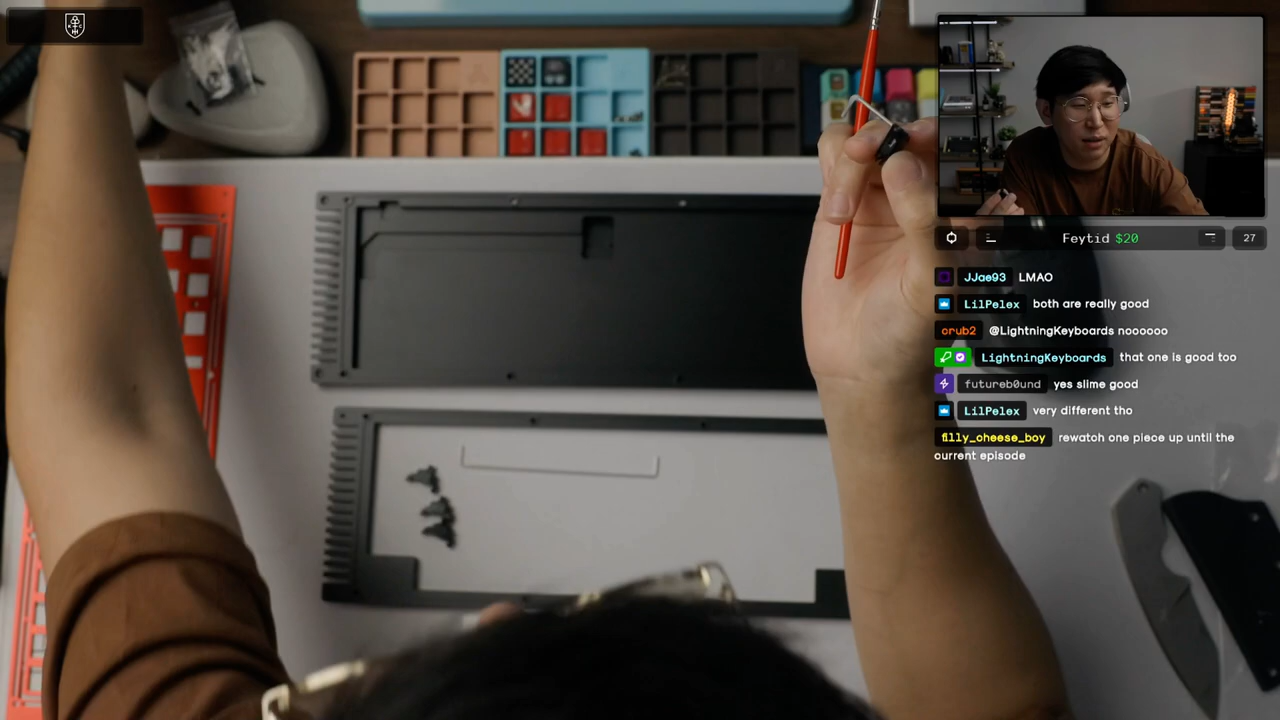 Feytid $20
27
JJae93 LMAO
LilPelex both are really good
crub2 @LightningKeyboards noooooo
LightningKeyboards that one is good too
futureb0und yes slime good
LilPelex very different tho
filly_cheese_boy rewatch one piece up until the
current episode